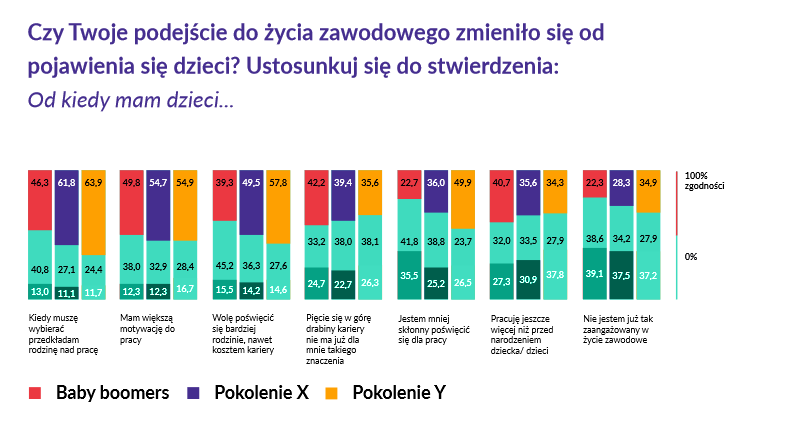 Czy Twoje podejście do życia zawodowego zmieniło się od
pojawienia się dzieci? Ustosunkuj się do stwierdzenia:
Od kiedy mam dzieci...
46,3 61,8 63,9 49,8 54,7 54,9 39,3 49,5 57,8 42,2 39,4 35,6 22,7 36,0 49,9 40,7 35,6 34,3 22,3 28,3 34,9
40,8 27,1 24,4 38,0 32,9 28,4 45,2 36,3 27,6 33,2 38,0 38,1 41,8 38,8 23,7 32,0 33,5 27,9 38,6 34,2 27,9
13,0 11,1 11,7 12,3 12,3 16,7 15,5 14,2 14,6 24,7 22,7 26,3 35,5 25,2 26,5 27,3 30,9 37,8 39,1 37,5 37,2
100%
zgodności
0%
Kiedy muszę
wybierać
przedkładam
rodzinę nad pracę
Mam większą
motywację do
pracy
Wolę poświęcić
się bardziej
rodzinie, nawet
kosztem kariery
Pięcie się w górę
drabiny kariery
nie ma już dla
mnie takiego
znaczenia
Jestem mniej
skłonny poświęcić
się dla pracy
Pracuję jeszcze
więcej niż przed
narodzeniem
dziecka/ dzieci
Nie jestem już tak
zaangażowany w
życie zawodowe
Baby boomers Pokolenie X Pokolenie Y